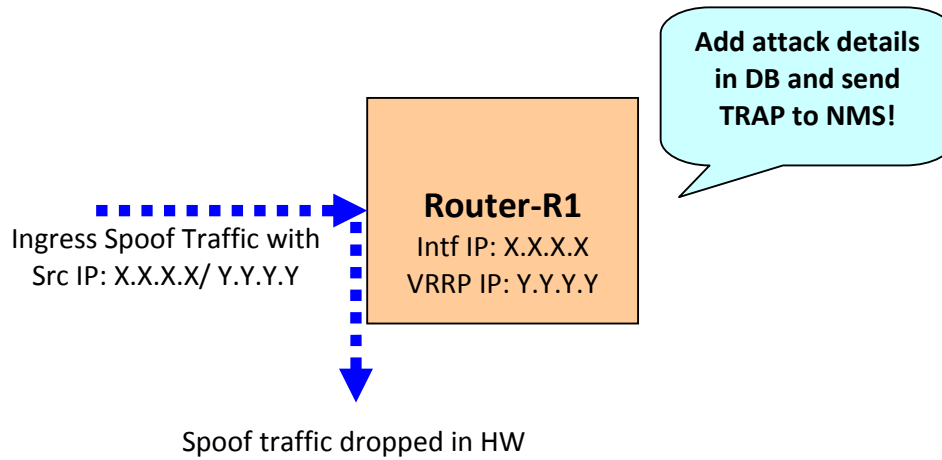 Add attack details
in DB and send
TRAP to NMS!
Router-R1
Intf IP: X.X.X.X
VRRP IP: Y.Y.Y.Y
Ingress Spoof Traffic with
Src IP: X.X.X.X/ Y.Y.Y.Y
Spoof traffic dropped in HW